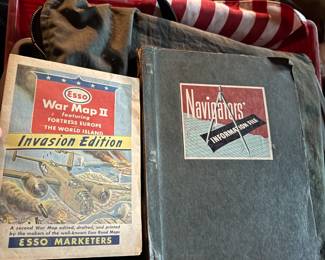 Esso
War Map II
featuring
FORTRESS EUROPE
THE WORLD ISLAND
Invasion Edition
A second War Map edited, drafted, and printed
by the makers of the well-known Esso Road Maps
ESSO MARKETERS
Navigators'
INFORMATION FILE